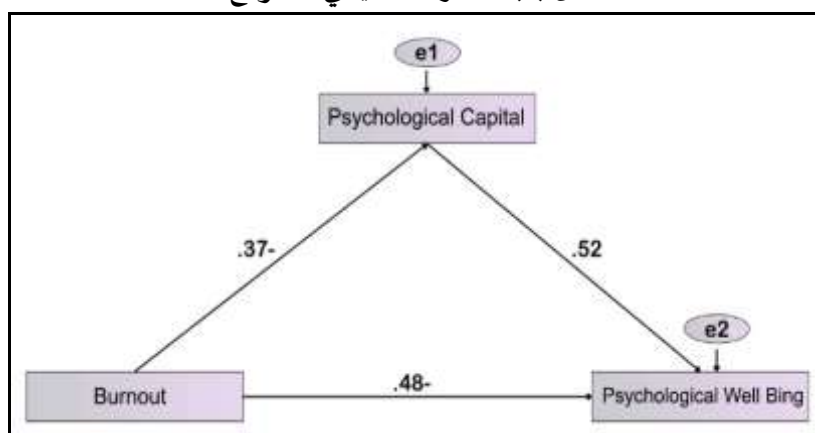 e1
Psychological Capital
.37-
.52
e2
Burnout
.48-
Psychological Well Bing